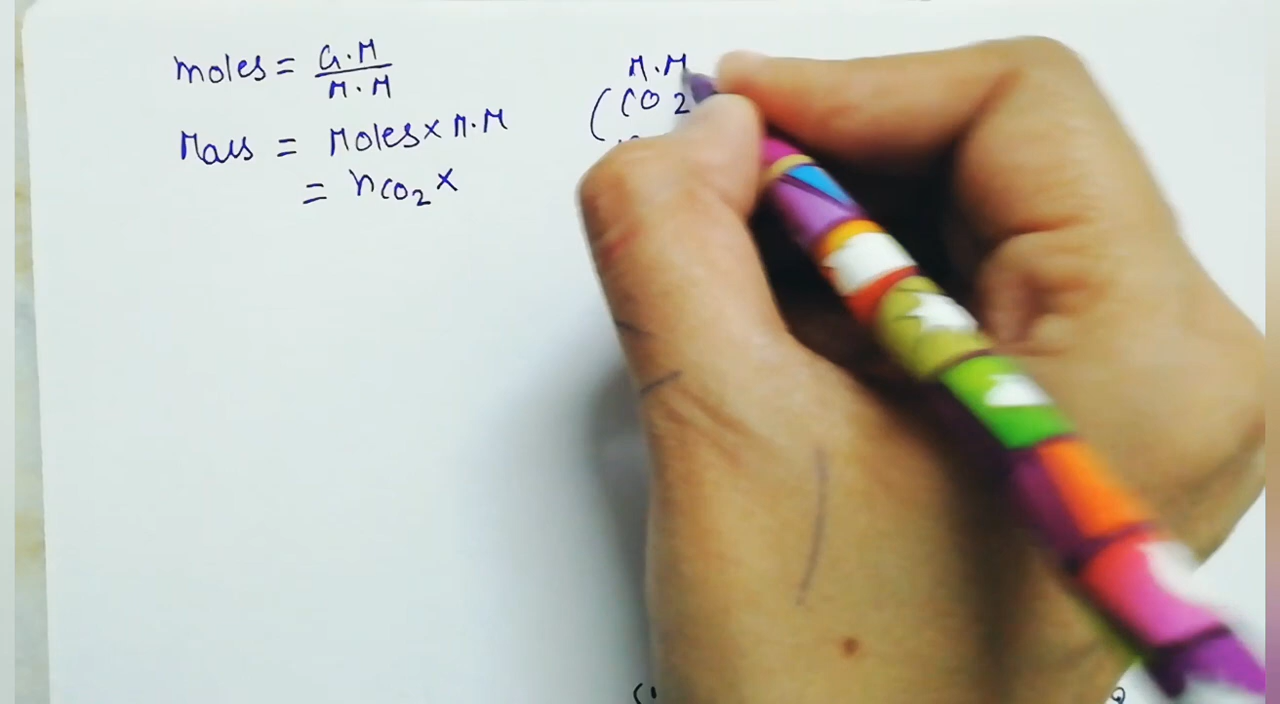 moles = G.M / M.M
Mass = Moles × M.M
= nCO2 ×
M.M
(CO2